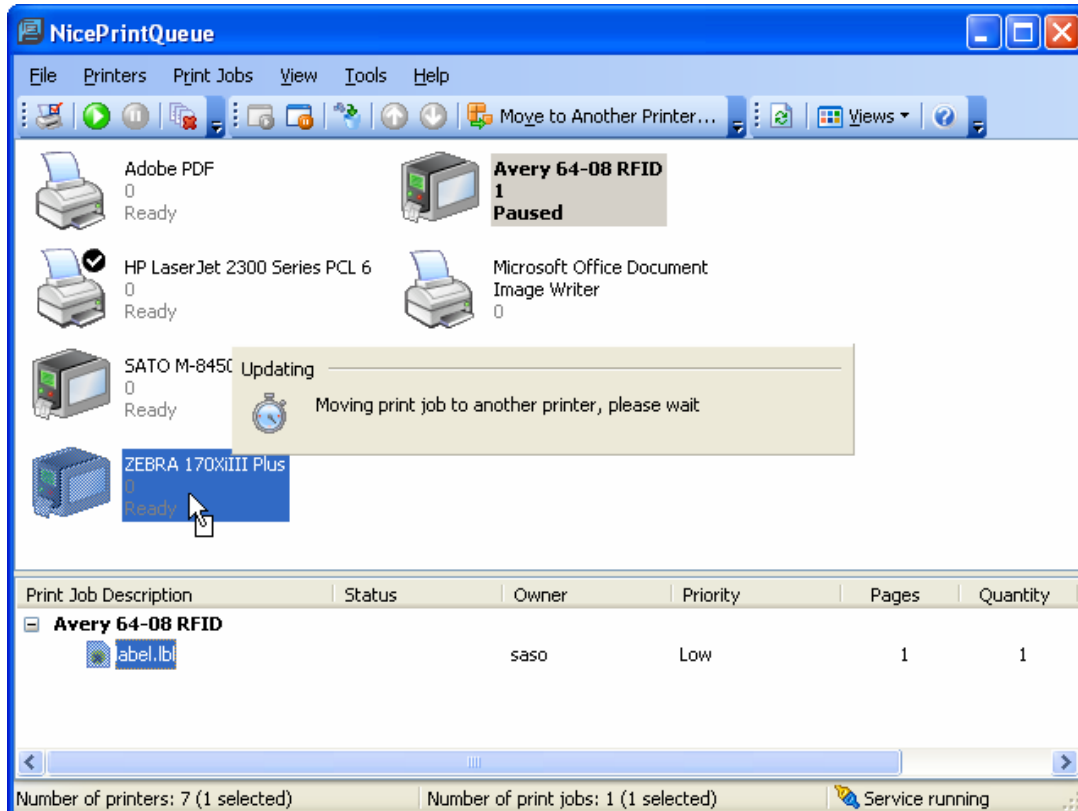 NicePrintQueue
File Printers Print Jobs View Tools Help
Move to Another Printer... Views
Adobe PDF
0
Ready
Avery 64-08 RFID
1
Paused
HP LaserJet 2300 Series PCL 6
0
Ready
Microsoft Office Document
Image Writer
0
SATO M-8450
0
Ready
Updating
Moving print job to another printer, please wait
ZEBRA 170XiIII Plus
0
Ready
Print Job Description Status Owner Priority Pages Quantity
Avery 64-08 RFID
label.lbl saso Low 1 1
Number of printers: 7 (1 selected) Number of print jobs: 1 (1 selected) Service running